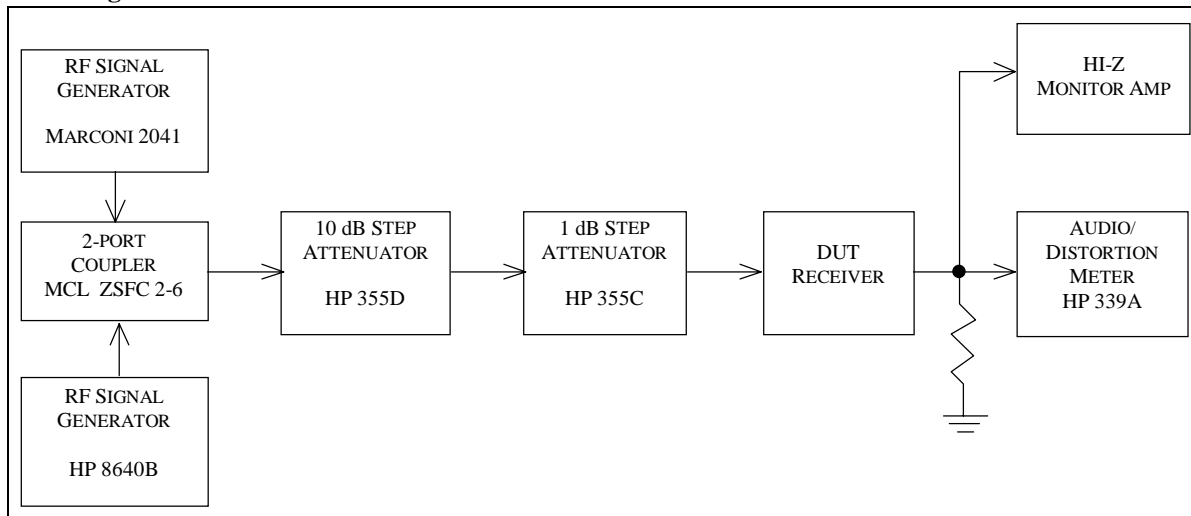 RF SIGNAL
GENERATOR
MARCONI 2041
2-PORT
COUPLER
MCL ZSFC 2-6
RF SIGNAL
GENERATOR
HP 8640B
10 dB STEP
ATTENUATOR
HP 355D
1 dB STEP
ATTENUATOR
HP 355C
DUT
RECEIVER
HI-Z
MONITOR AMP
AUDIO/
DISTORTION
METER
HP 339A